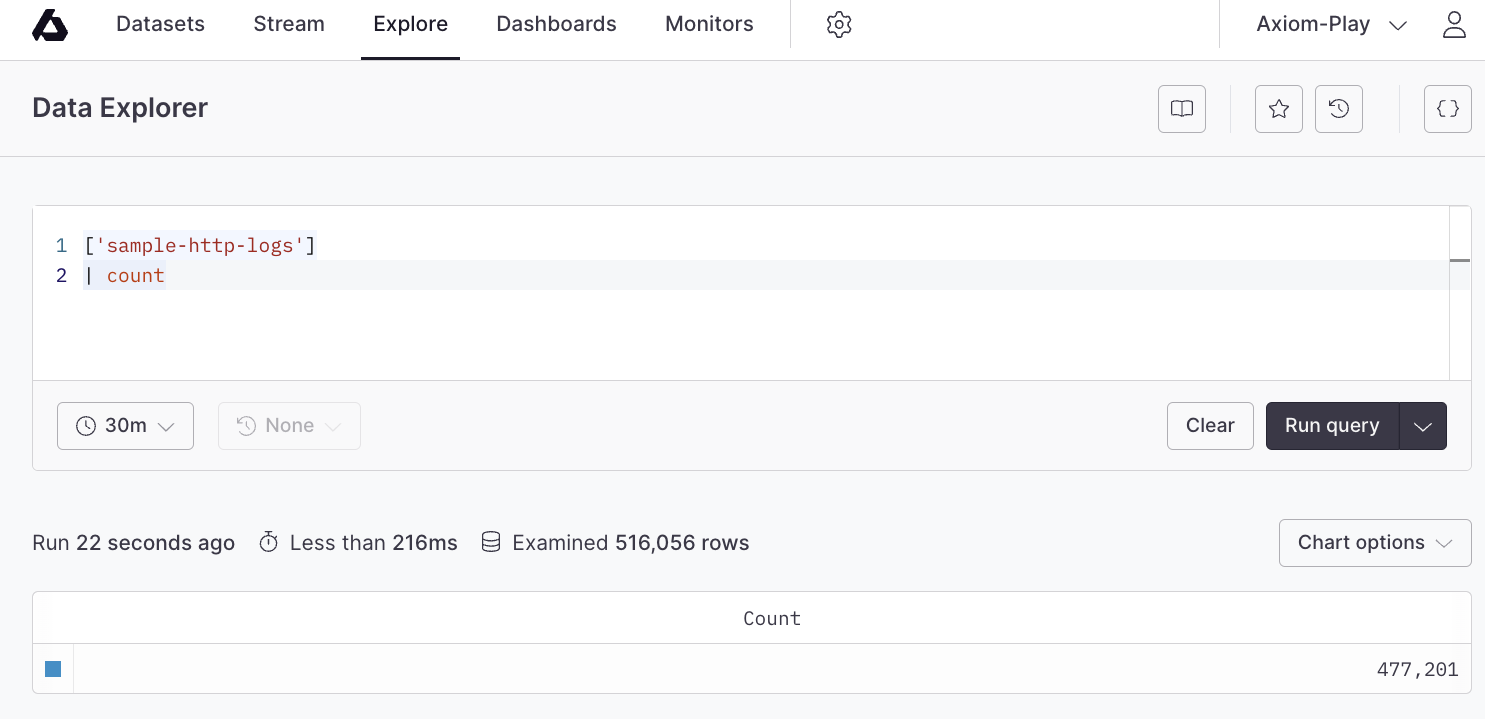 Datasets Stream Explore Dashboards Monitors Axiom-Play
Data Explorer
1 ['sample-http-logs']
2 | count
30m None Clear Run query
Run 22 seconds ago Less than 216ms Examined 516,056 rows Chart options
Count
477,201